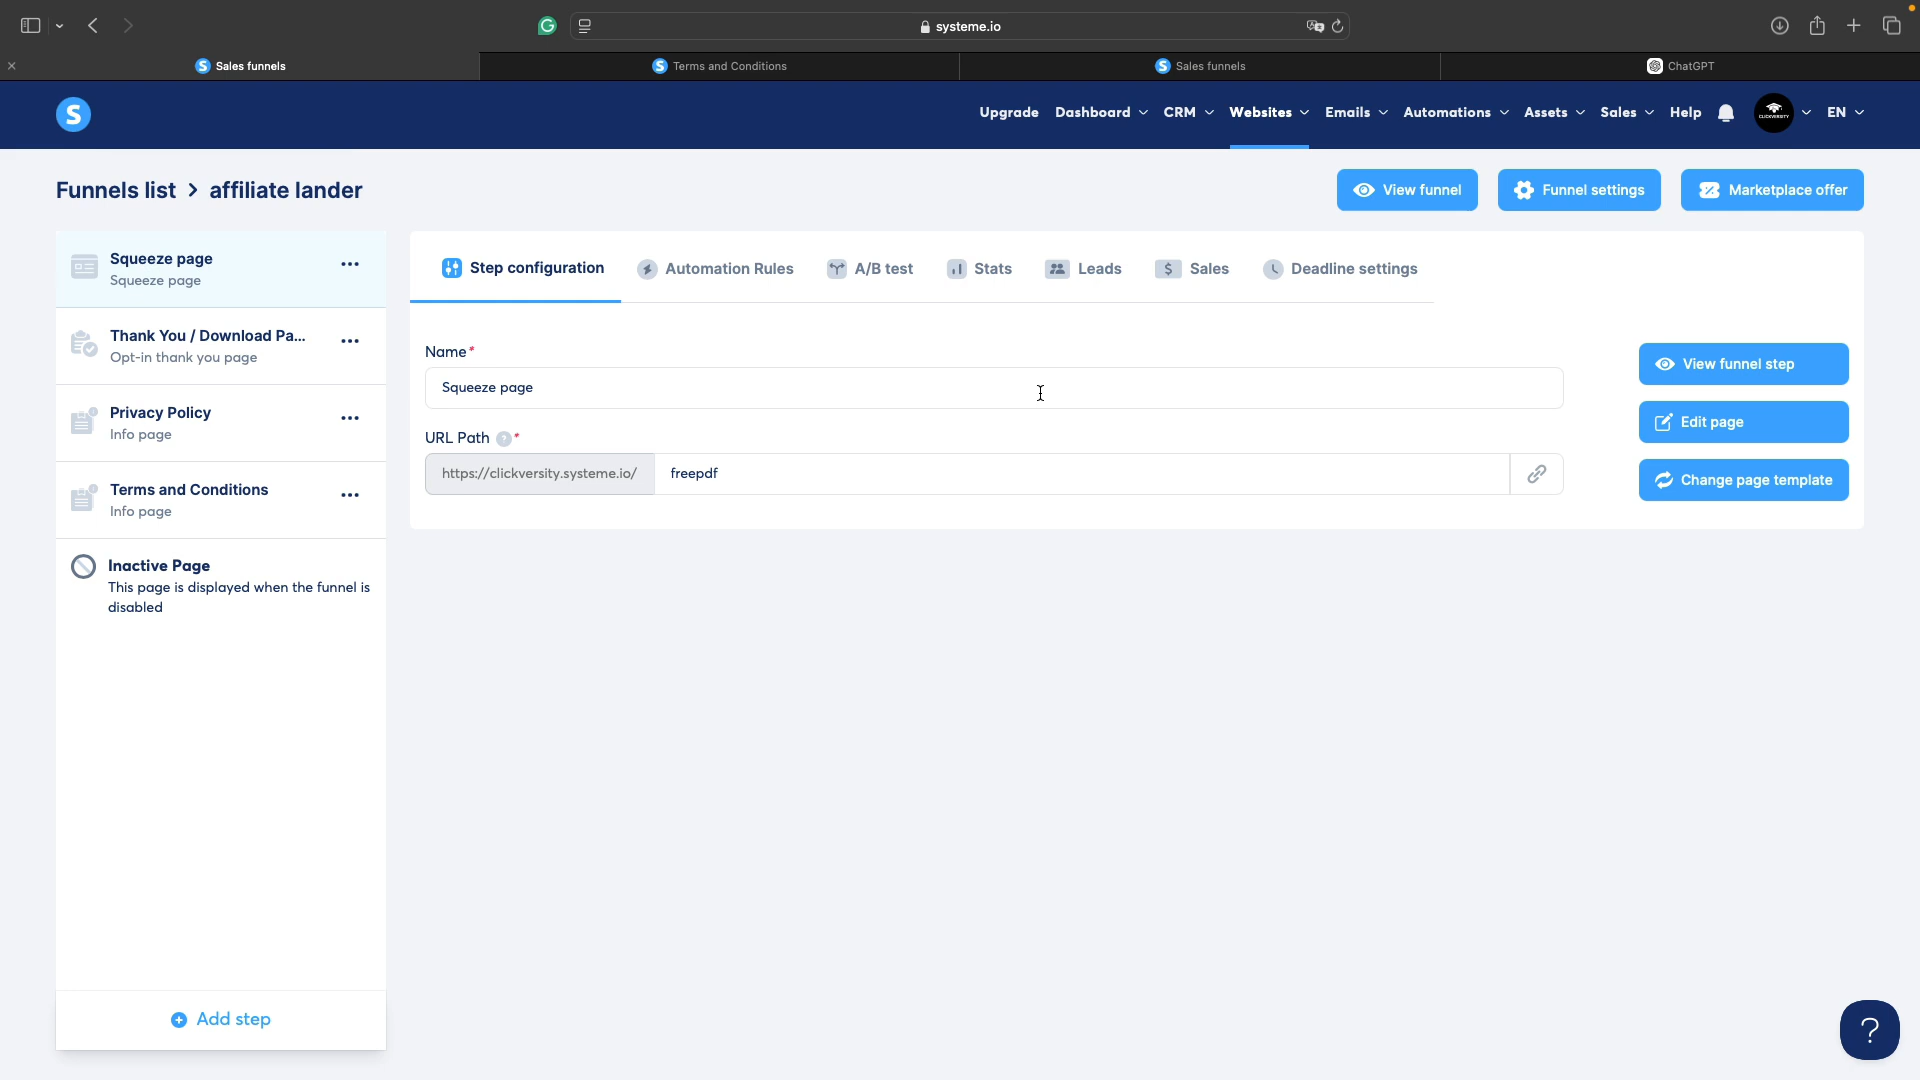 systeme.io
Sales funnels
Terms and Conditions
Sales funnels
ChatGPT
Upgrade
Dashboard
CRM
Websites
Emails
Automations
Assets
Sales
Help
EN
Funnels list > affiliate lander
View funnel
Funnel settings
Marketplace offer
Squeeze page
Squeeze page
Thank You / Download Pa...
Opt-in thank you page
Privacy Policy
Info page
Terms and Conditions
Info page
Inactive Page
This page is displayed when the funnel is
disabled
Add step
Step configuration
Automation Rules
A/B test
Stats
Leads
Sales
Deadline settings
Name*
Squeeze page
URL Path ? *
https://clickversity.systeme.io/
freepdf
View funnel step
Edit page
Change page template